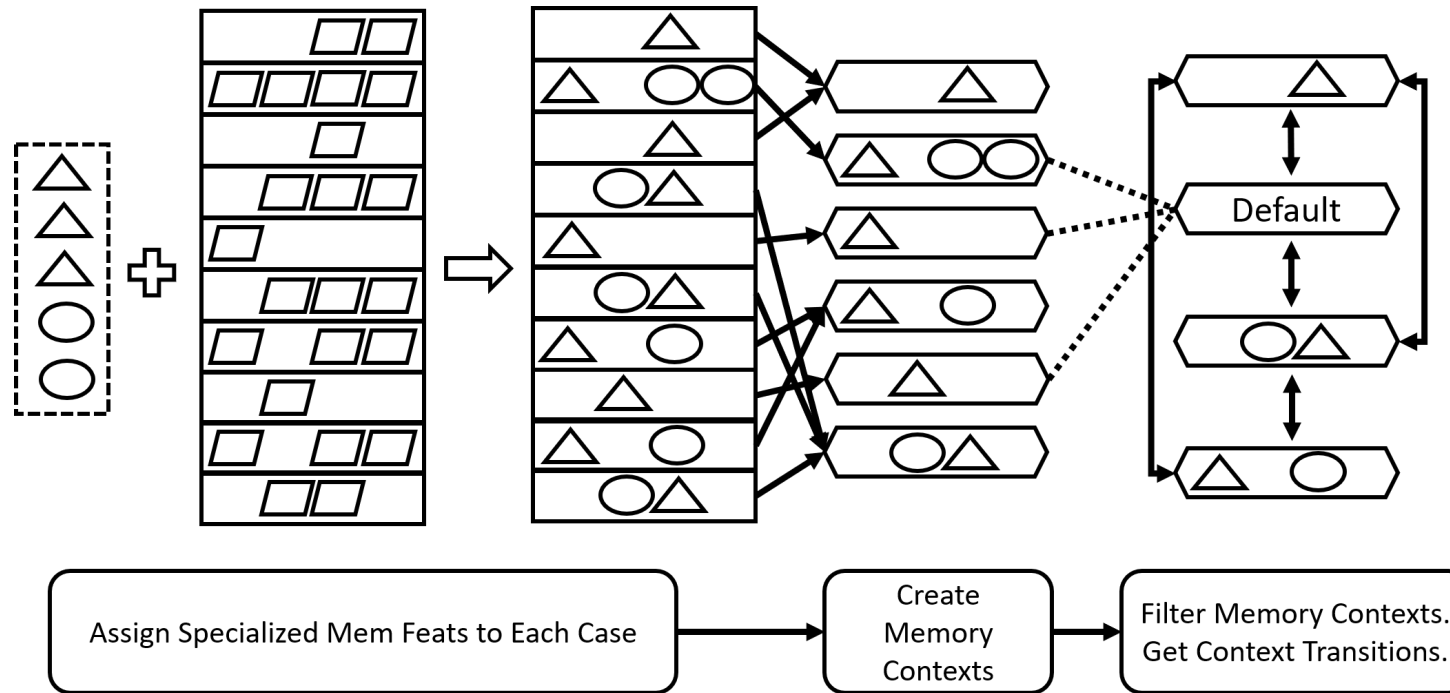 Default
Assign Specialized Mem Feats to Each Case
Create
Memory
Contexts
Filter Memory Contexts.
Get Context Transitions.